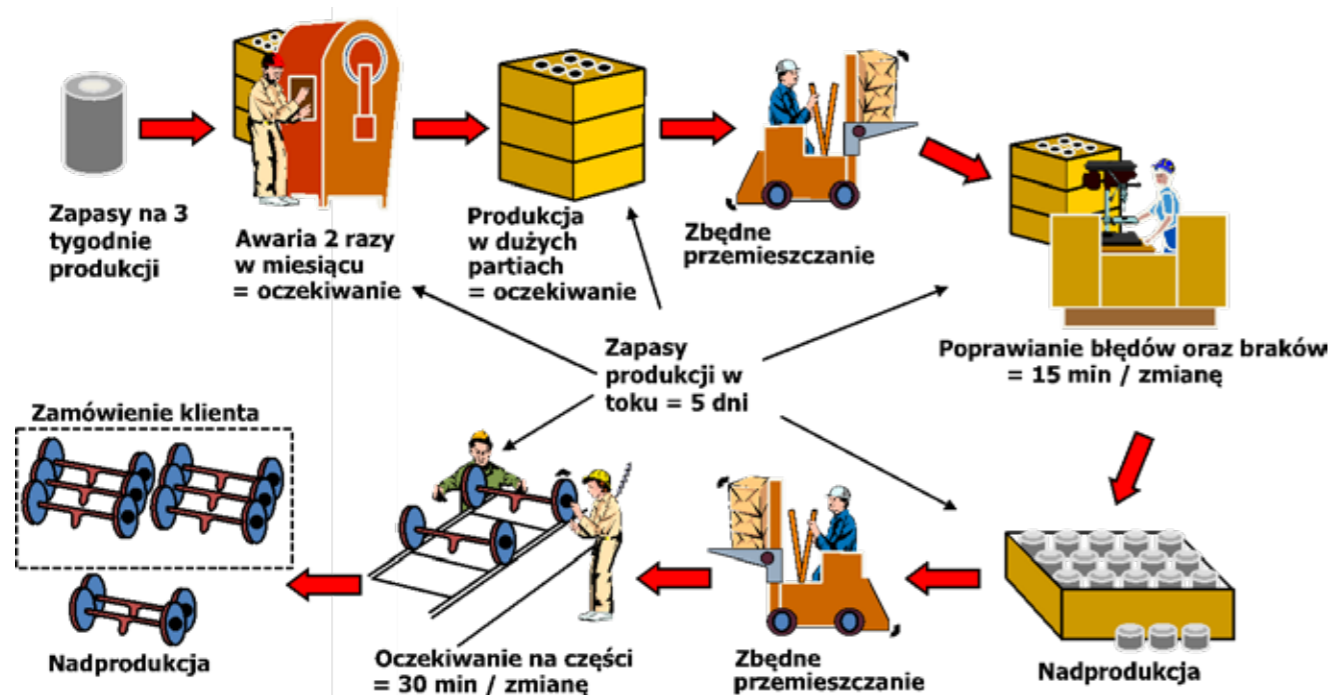 Zapasy na 3
tygodnie
produkcji
Awaria 2 razy
w miesiącu
= oczekiwanie
Produkcja
w dużych
partiach
= oczekiwanie
Zbędne
przemieszczanie
Poprawianie błędów oraz braków
= 15 min / zmianę
Zapasy
produkcji w
toku = 5 dni
Zamówienie klienta
Nadprodukcja
Oczekiwanie na części
= 30 min / zmianę
Zbędne
przemieszczanie
Nadprodukcja